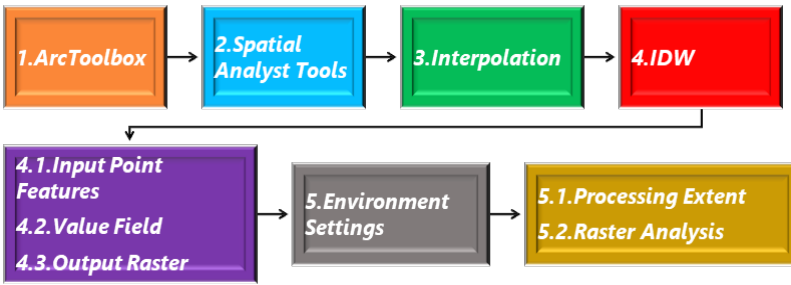 1.ArcToolbox
2.Spatial
Analyst Tools
3.Interpolation
4.IDW
4.1.Input Point
Features
4.2.Value Field
4.3.Output Raster
5.Environment
Settings
5.1.Processing Extent
5.2.Raster Analysis